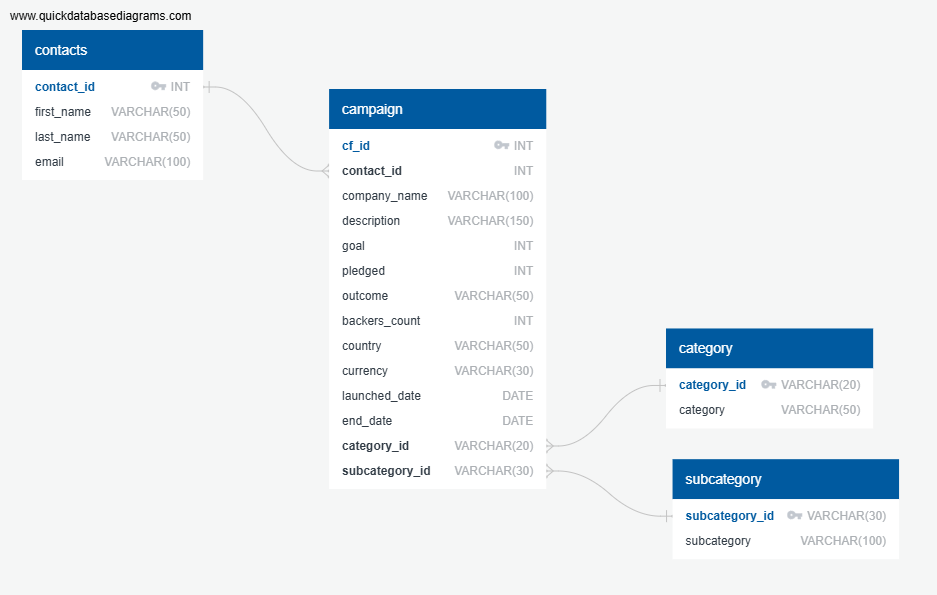 www.quickdatabasediagrams.com
contacts
contact_id INT
first_name VARCHAR(50)
last_name VARCHAR(50)
email VARCHAR(100)
campaign
cf_id INT
contact_id INT
company_name VARCHAR(100)
description VARCHAR(150)
goal INT
pledged INT
outcome VARCHAR(50)
backers_count INT
country VARCHAR(50)
currency VARCHAR(30)
launched_date DATE
end_date DATE
category_id VARCHAR(20)
subcategory_id VARCHAR(30)
category
category_id VARCHAR(20)
category VARCHAR(50)
subcategory
subcategory_id VARCHAR(30)
subcategory VARCHAR(100)